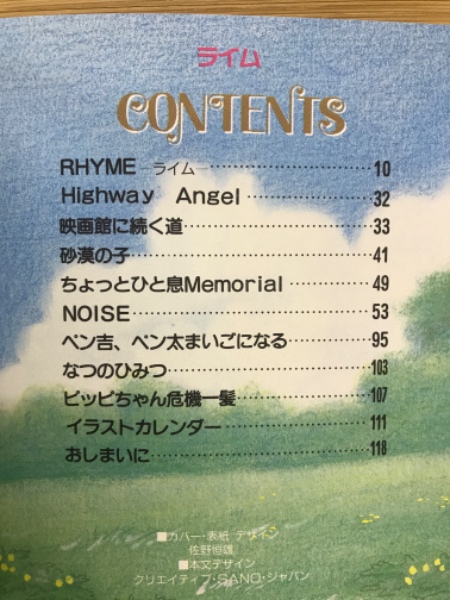 ライム
CONTENTS
RHYME —ライム— 10
Highway Angel 32
映画館に続く道 33
砂漠の子 41
ちょっとひと息Memorial 49
NOISE 53
ペン吉、ペン太まいごになる 95
なつのひみつ 103
ピッピちゃん危機一髪 107
イラストカレンダー 111
おしまいに 118
■カバー・表紙 デザイン
佐野恒雄
■本文デザイン
クリエイティブ・SANO・ジャパン